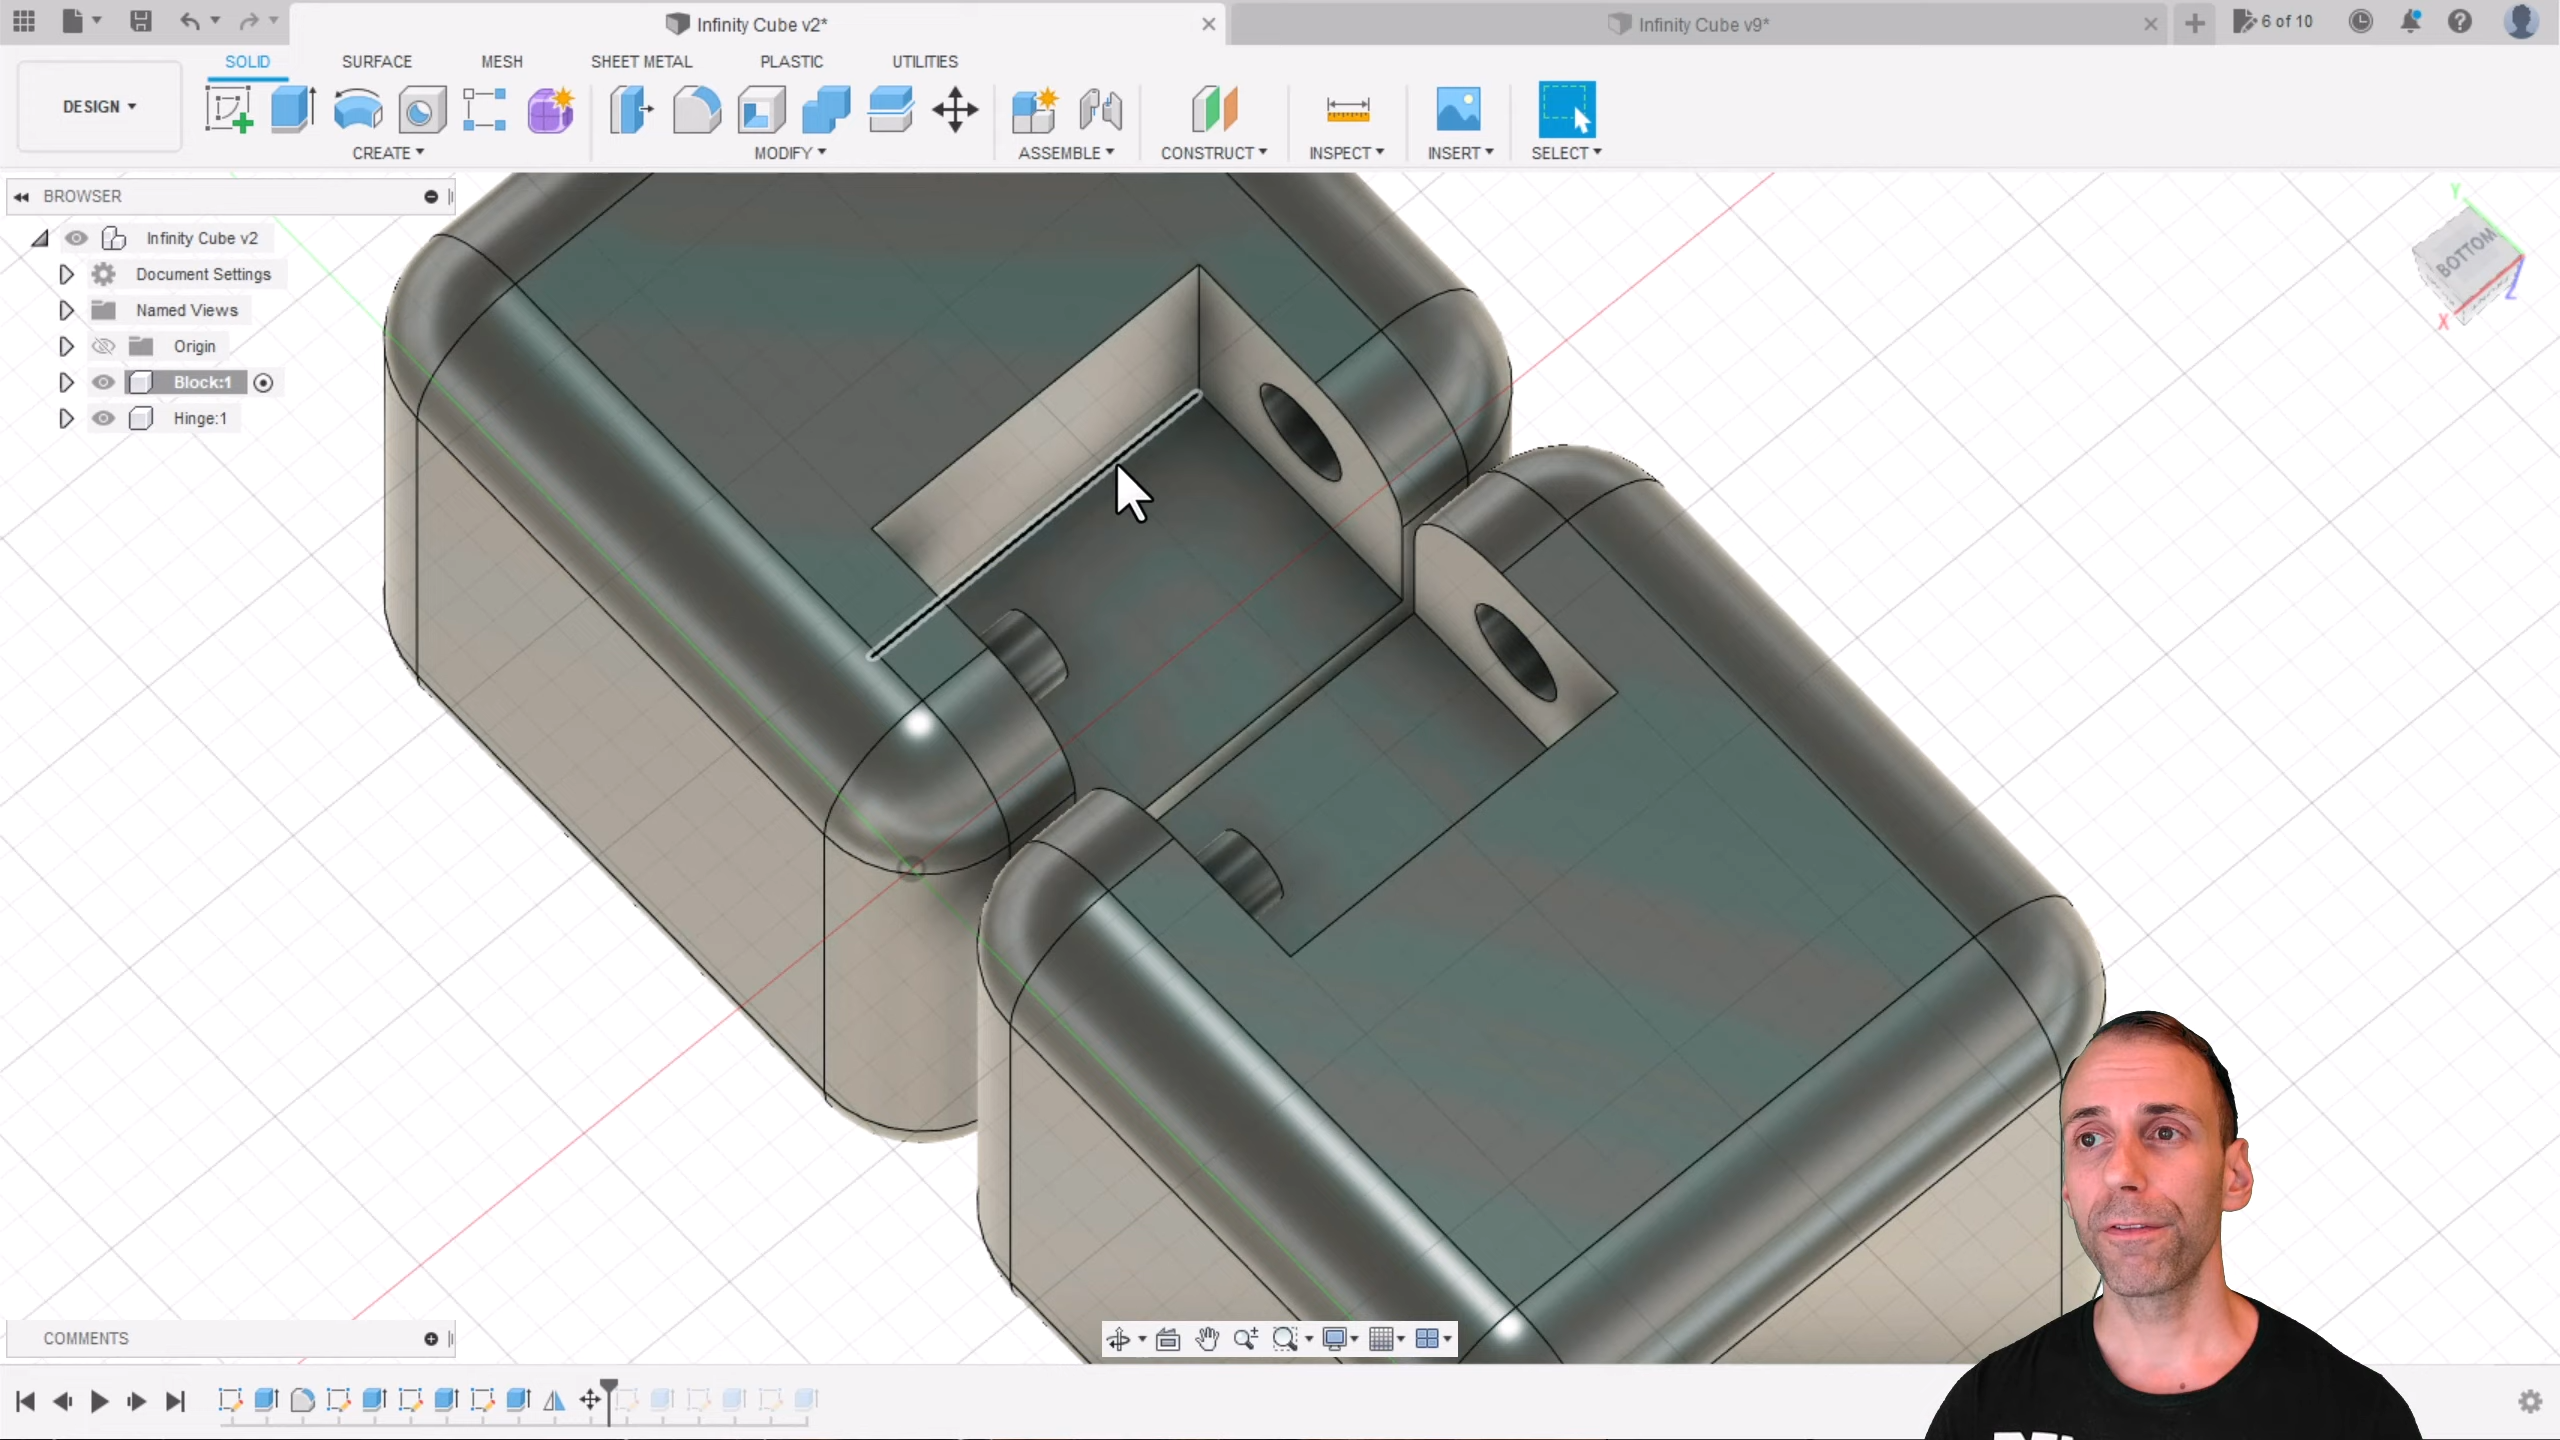 Infinity Cube v2*
Infinity Cube v9*
6 of 10
DESIGN
SOLID
SURFACE
MESH
SHEET METAL
PLASTIC
UTILITIES
CREATE
MODIFY
ASSEMBLE
CONSTRUCT
INSPECT
INSERT
SELECT
BROWSER
Infinity Cube v2
Document Settings
Named Views
Origin
Block:1
Hinge:1
Y
BOTTOM
X
Z
COMMENTS